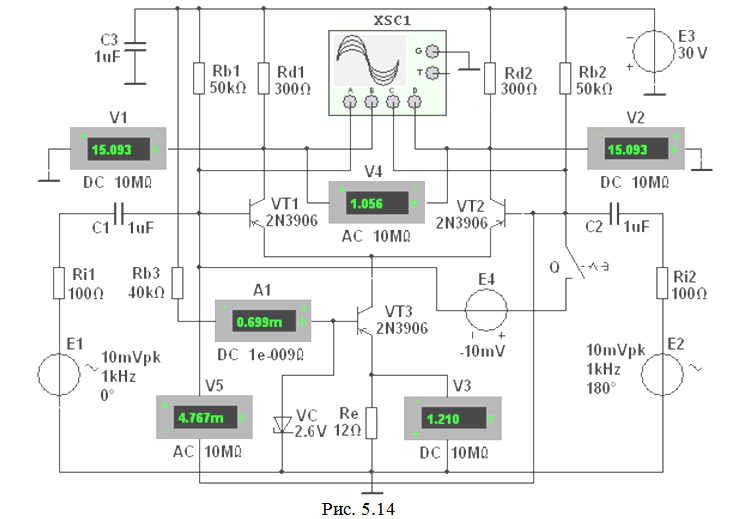 XSC1
G
T
A B C D
C3
1uF
Rb1
50kΩ
Rd1
300Ω
Rd2
300Ω
Rb2
50kΩ
E3
30 V
V1
15.093
DC 10MΩ
V2
15.093
DC 10MΩ
V4
1.056
AC 10MΩ
VT1
2N3906
VT2
2N3906
C1
1uF
C2
1uF
Ri1
100Ω
Rb3
40kΩ
A1
0.699m
DC 1e-009Ω
VT3
2N3906
E4
-10mV
Q
Ri2
100Ω
E1
10mVpk
1kHz
0°
E2
10mVpk
1kHz
180°
V5
4.767m
AC 10MΩ
VC
2.6V
Re
12Ω
V3
1.210
DC 10MΩ
Рис. 5.14